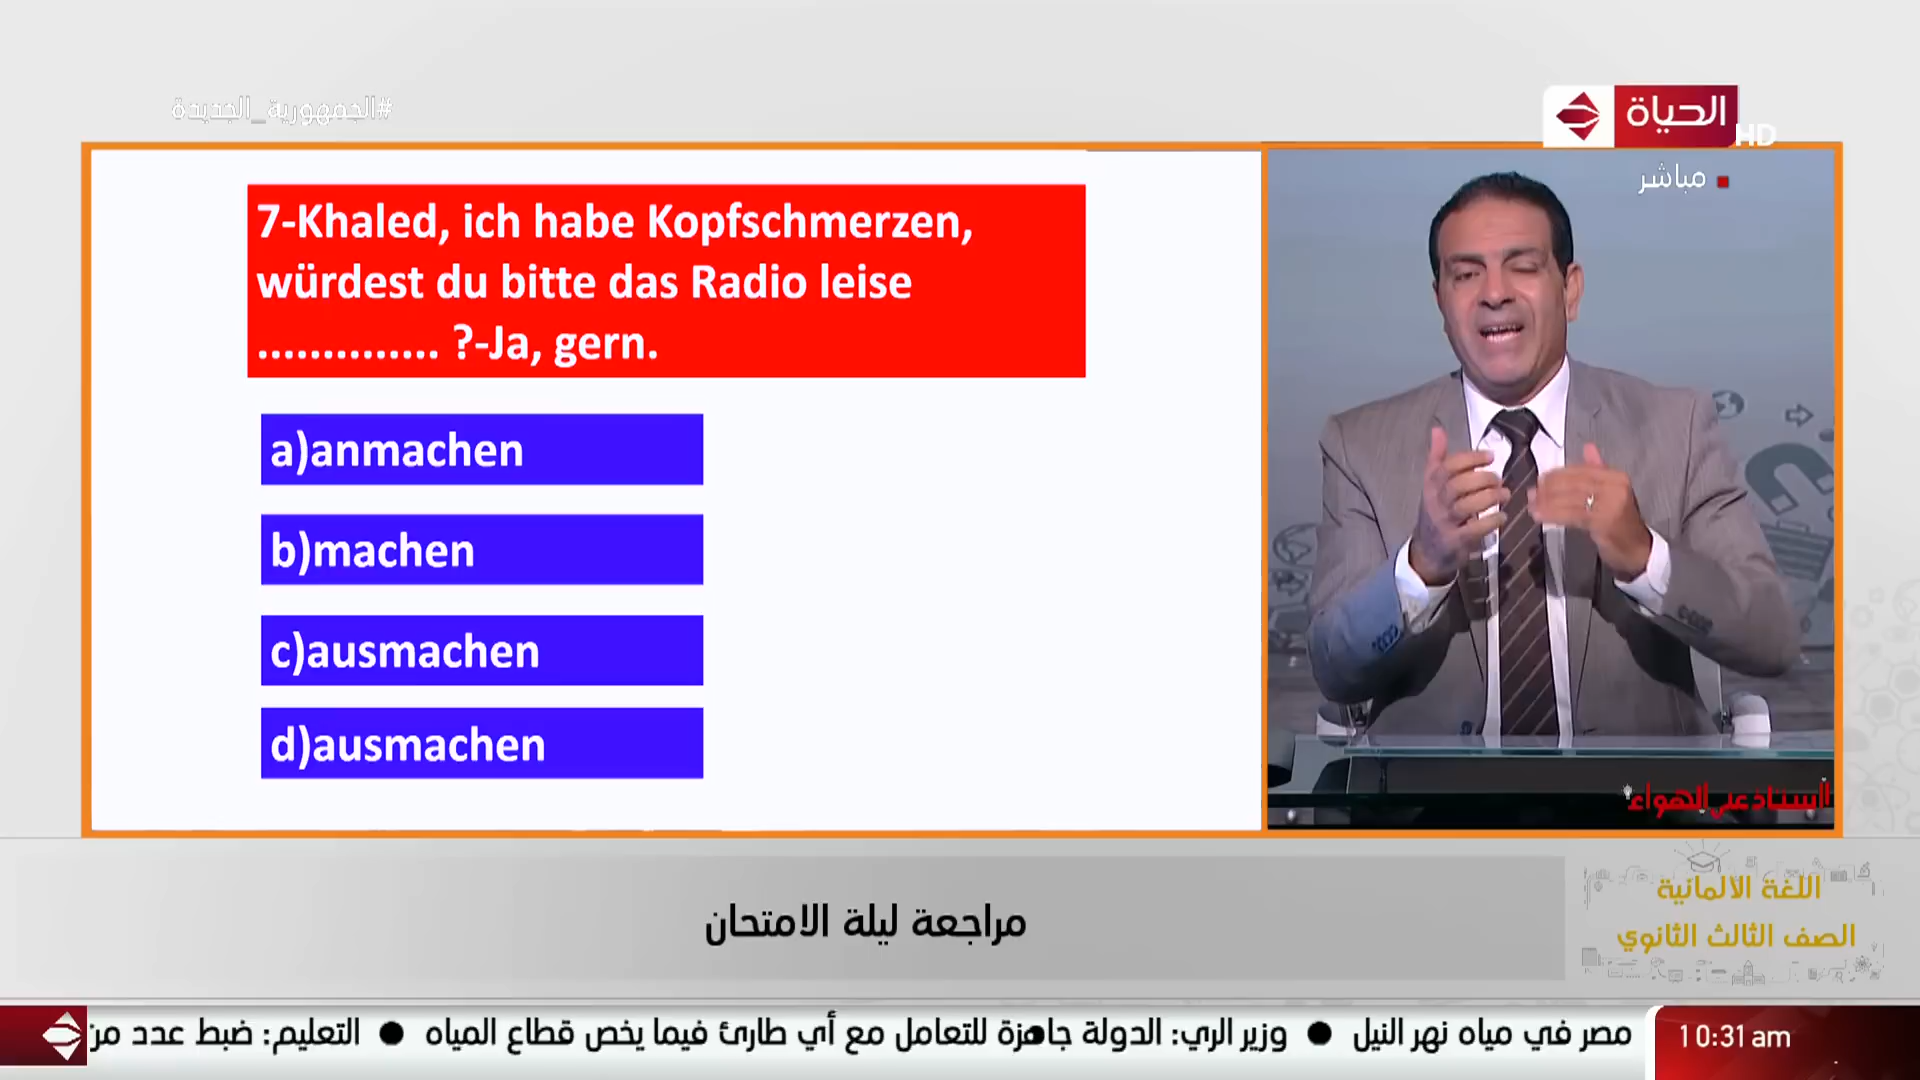 #الجمهورية_الجديدة
الحياة
HD
مباشر
7-Khaled, ich habe Kopfschmerzen,
würdest du bitte das Radio leise
.............. ?-Ja, gern.
a)anmachen
b)machen
c)ausmachen
d)ausmachen
أستاذ على الهواء
مراجعة ليلة الامتحان
اللغة الالمانية
الصف الثالث الثانوي
مصر في مياه نهر النيل ● وزير الري: الدولة جاهزة للتعامل مع أي طارئ فيما يخص قطاع المياه ● التعليم: ضبط عدد من
10:31 am